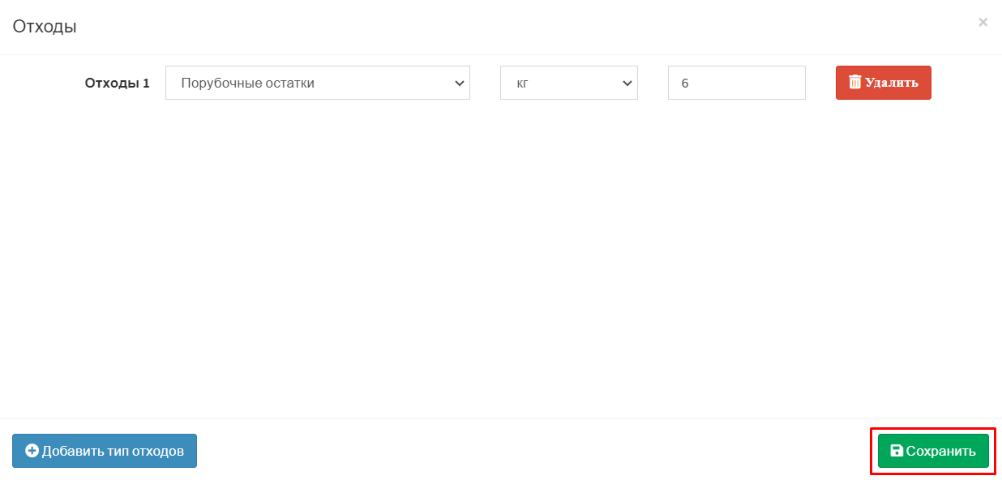 Отходы ×
Отходы 1 Порубочные остатки кг 6 Удалить
Добавить тип отходов Сохранить